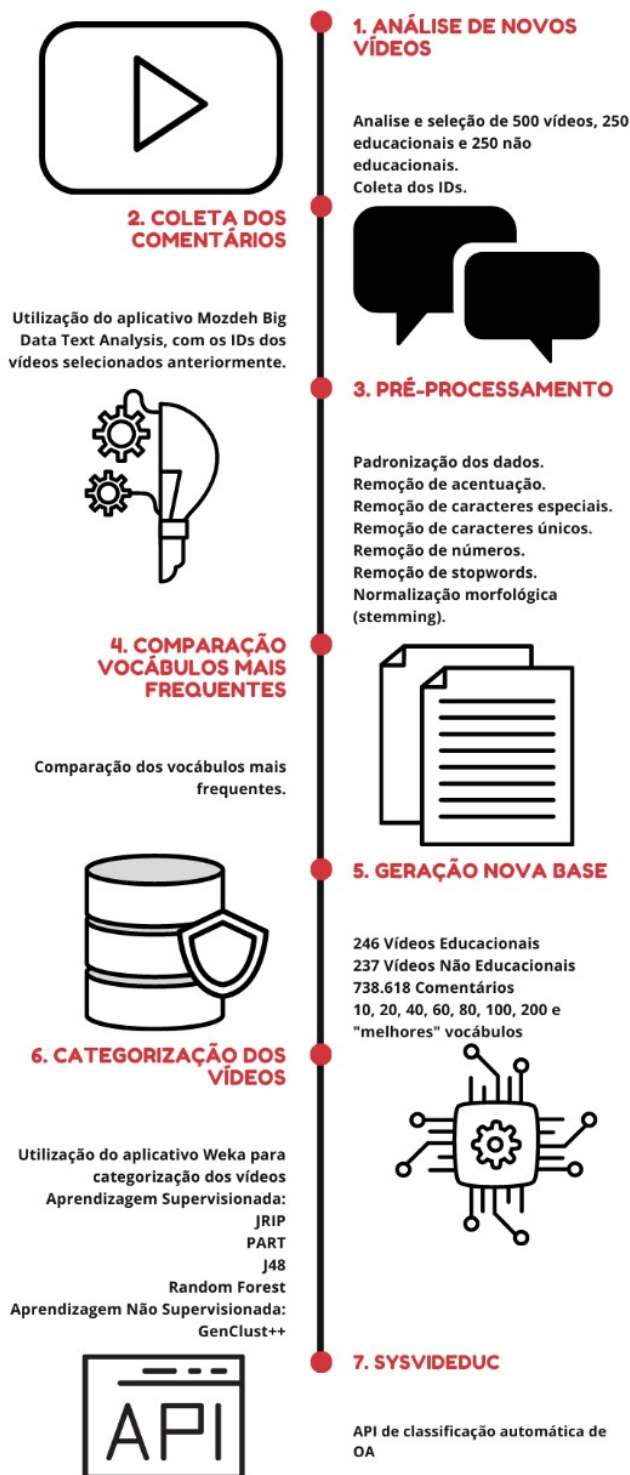 1. ANÁLISE DE NOVOS
VÍDEOS
Analise e seleção de 500 vídeos, 250
educacionais e 250 não
educacionais.
Coleta dos IDs.
2. COLETA DOS
COMENTÁRIOS
Utilização do aplicativo Mozdeh Big
Data Text Analysis, com os IDs dos
vídeos selecionados anteriormente.
3. PRÉ-PROCESSAMENTO
Padronização dos dados.
Remoção de acentuação.
Remoção de caracteres especiais.
Remoção de caracteres únicos.
Remoção de números.
Remoção de stopwords.
Normalização morfológica
(stemming).
4. COMPARAÇÃO
VOCÁBULOS MAIS
FREQUENTES
Comparação dos vocábulos mais
frequentes.
5. GERAÇÃO NOVA BASE
246 Vídeos Educacionais
237 Vídeos Não Educacionais
738.618 Comentários
10, 20, 40, 60, 80, 100, 200 e
"melhores" vocábulos
6. CATEGORIZAÇÃO DOS
VÍDEOS
Utilização do aplicativo Weka para
categorização dos vídeos
Aprendizagem Supervisionada:
JRIP
PART
J48
Random Forest
Aprendizagem Não Supervisionada:
GenClust++
7. SYSVIDEDUC
API de classificação automática de
OA
API